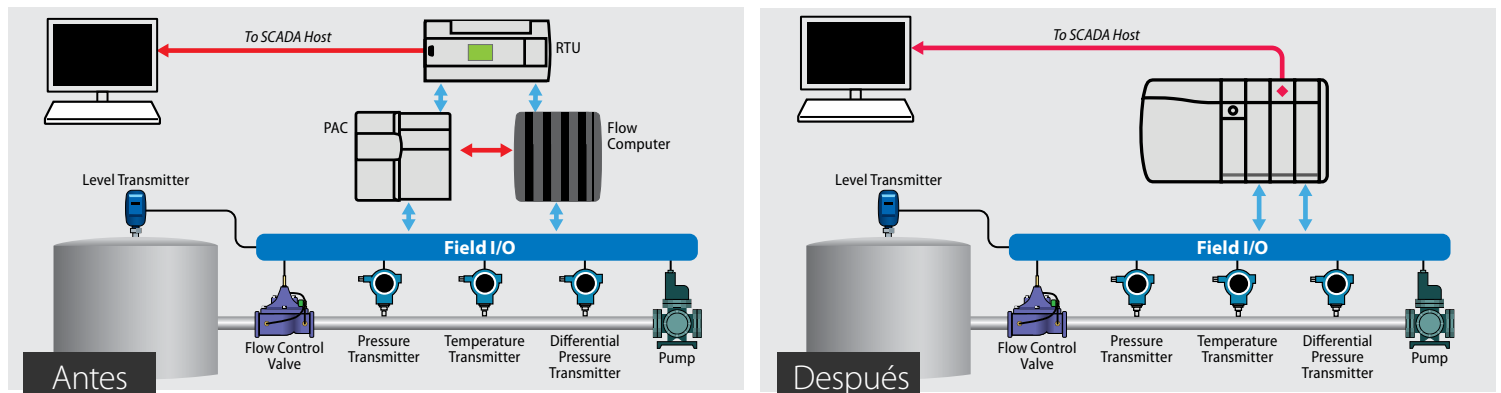 To SCADA Host
RTU
PAC
Flow
Computer
Level Transmitter
Field I/O
Flow Control
Valve
Pressure
Transmitter
Temperature
Transmitter
Differential
Pressure
Transmitter
Pump
Antes
To SCADA Host
Level Transmitter
Field I/O
Flow Control
Valve
Pressure
Transmitter
Temperature
Transmitter
Differential
Pressure
Transmitter
Pump
Después